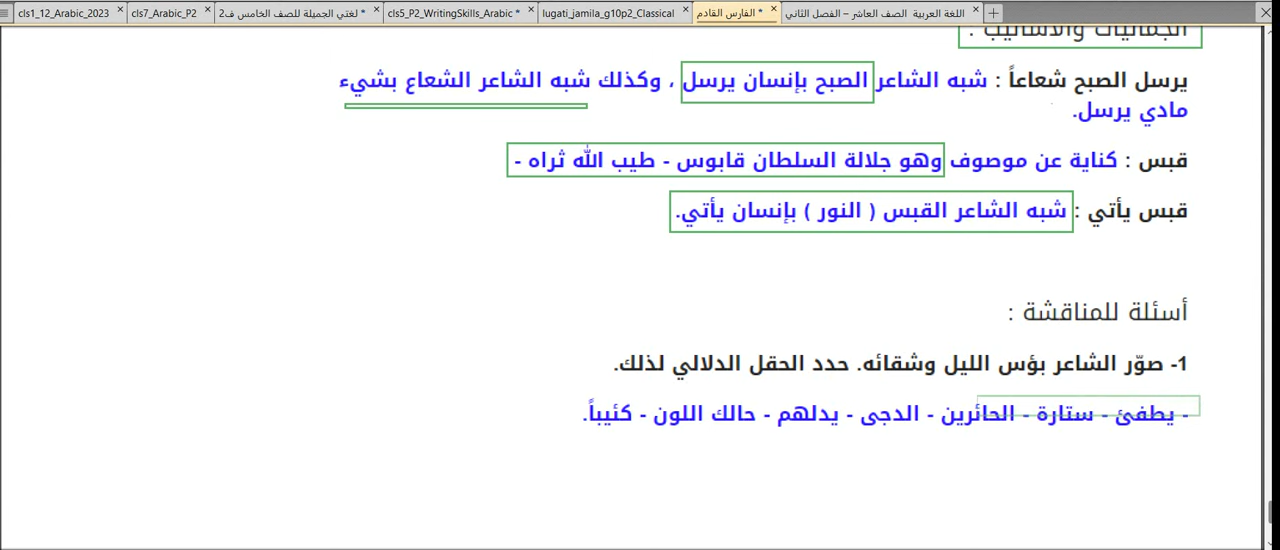 cls1_12_Arabic_2023
cls7_Arabic_P2
لغتي الجميلة للصف الخامس ف2 *
cls5_P2_WritingSkills_Arabic *
lugati_jamila_g10p2_Classical
الفارس القادم *
اللغة العربية الصف العاشر – الفصل الثاني
الجماليات والأساليب :
يرسل الصبح شعاعاً : شبه الشاعر الصبح بإنسان يرسل ، وكذلك شبه الشاعر الشعاع بشيء
مادي يرسل.
قبس : كناية عن موصوف وهو جلالة السلطان قابوس - طيب الله ثراه -
قبس يأتي : شبه الشاعر القبس ( النور ) بإنسان يأتي.
أسئلة للمناقشة :
1- صوّر الشاعر بؤس الليل وشقائه. حدد الحقل الدلالي لذلك.
- يطفئ - ستارة - الحائرين - الدجى - يدلهم - حالك اللون - كئيباً.